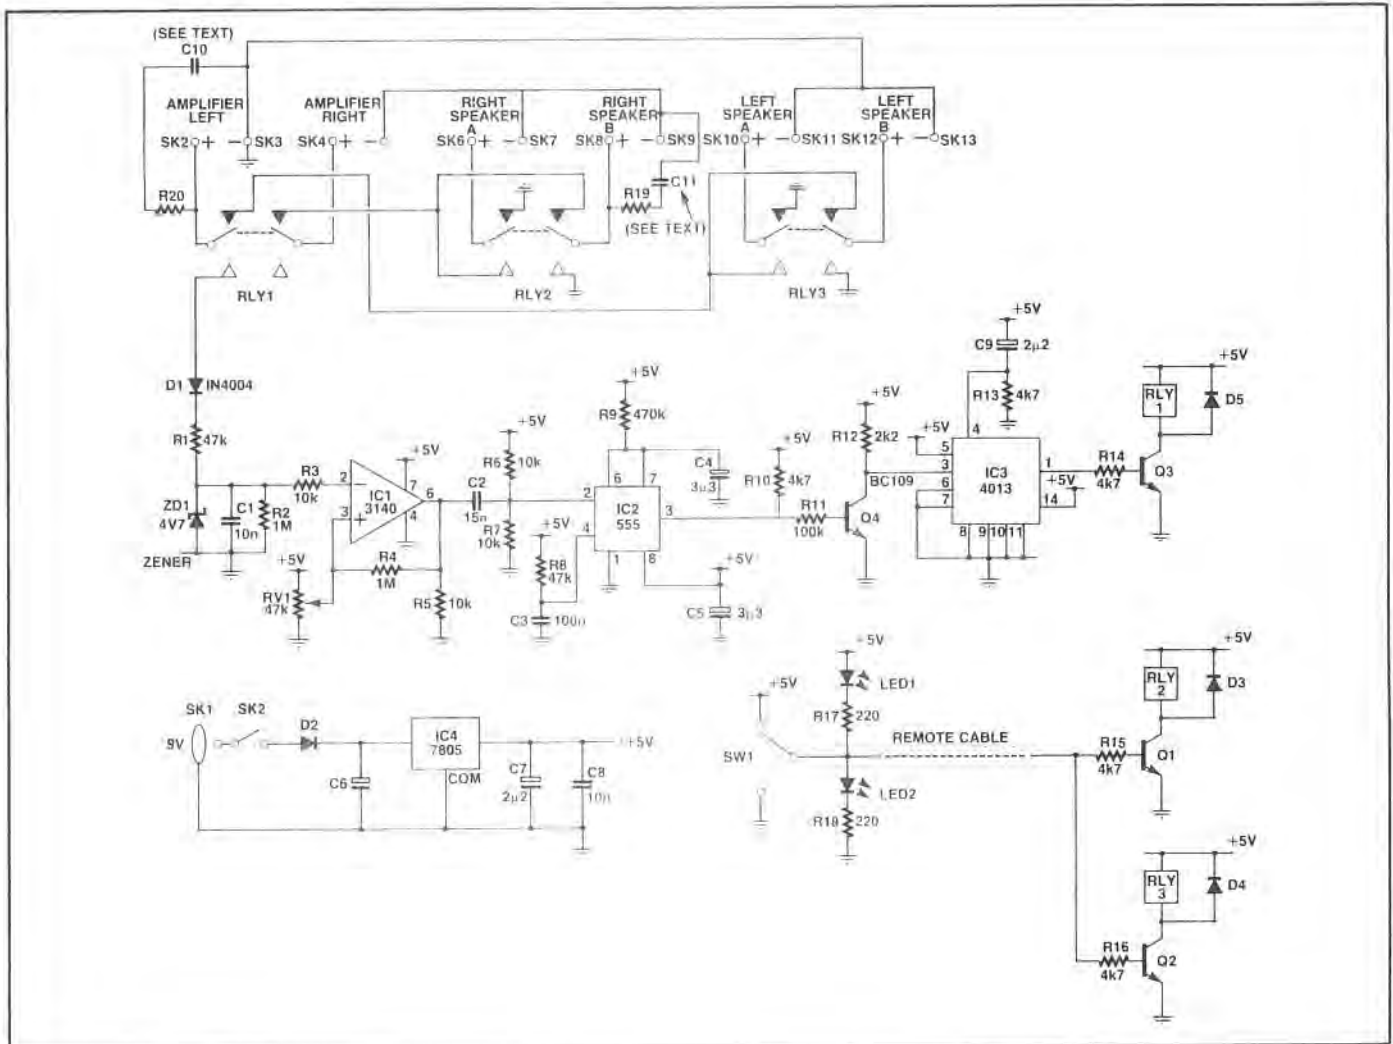 (SEE TEXT)
C10
AMPLIFIER LEFT
AMPLIFIER RIGHT
RIGHT SPEAKER A
RIGHT SPEAKER B
LEFT SPEAKER A
LEFT SPEAKER B
SK2 + − SK3
SK4 + −
SK6 + − SK7
SK8 + − SK9
SK10 + − SK11
SK12 + − SK13
R20
R19
C11
(SEE TEXT)
RLY1
RLY2
RLY3
D1
IN4004
R1
47k
ZD1
4V7
ZENER
C1
10n
R2
1M
R3
10k
2
−
3
+
IC1
3140
7
+5V
4
6
R4
1M
+5V
RV1
47k
R5
10k
C2
15n
+5V
R6
10k
R7
10k
+5V
R9
470k
C4
3µ3
6
7
2
4
IC2
555
3
1
8
+5V
R8
47k
C3
100n
+5V
C5
3µ3
+5V
R10
4k7
R11
100k
+5V
R12
2k2
BC109
Q4
+5V
C9
2µ2
R13
4k7
4
+5V
5
3
6
7
IC3
4013
1
+5V
14
8
9
10
11
R14
4k7
+5V
RLY
1
D5
Q3
SK1
9V
SK2
D2
C6
IC4
7805
COM
C7
2µ2
C8
10n
+5V
+5V
SW1
+5V
LED1
R17
220
REMOTE CABLE
LED2
R18
220
+5V
RLY
2
D3
R15
4k7
Q1
+5V
RLY
3
D4
R16
4k7
Q2